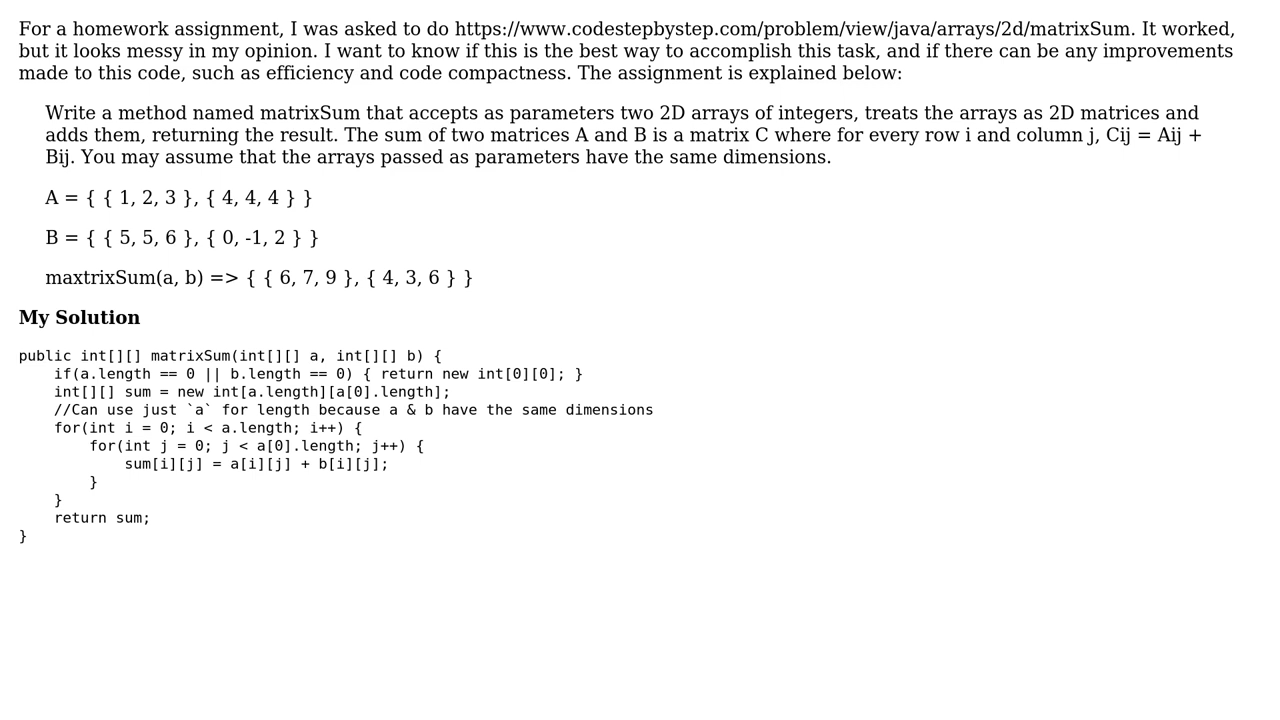 For a homework assignment, I was asked to do https://www.codestepbystep.com/problem/view/java/arrays/2d/matrixSum. It worked,
but it looks messy in my opinion. I want to know if this is the best way to accomplish this task, and if there can be any improvements
made to this code, such as efficiency and code compactness. The assignment is explained below:
Write a method named matrixSum that accepts as parameters two 2D arrays of integers, treats the arrays as 2D matrices and
adds them, returning the result. The sum of two matrices A and B is a matrix C where for every row i and column j, Cij = Aij +
Bij. You may assume that the arrays passed as parameters have the same dimensions.
A = { { 1, 2, 3 }, { 4, 4, 4 } }
B = { { 5, 5, 6 }, { 0, -1, 2 } }
maxtrixSum(a, b) => { { 6, 7, 9 }, { 4, 3, 6 } }
My Solution
public int[][] matrixSum(int[][] a, int[][] b) {
    if(a.length == 0 || b.length == 0) { return new int[0][0]; }
    int[][] sum = new int[a.length][a[0].length];
    //Can use just `a` for length because a & b have the same dimensions
    for(int i = 0; i < a.length; i++) {
        for(int j = 0; j < a[0].length; j++) {
            sum[i][j] = a[i][j] + b[i][j];
        }
    }
    return sum;
}